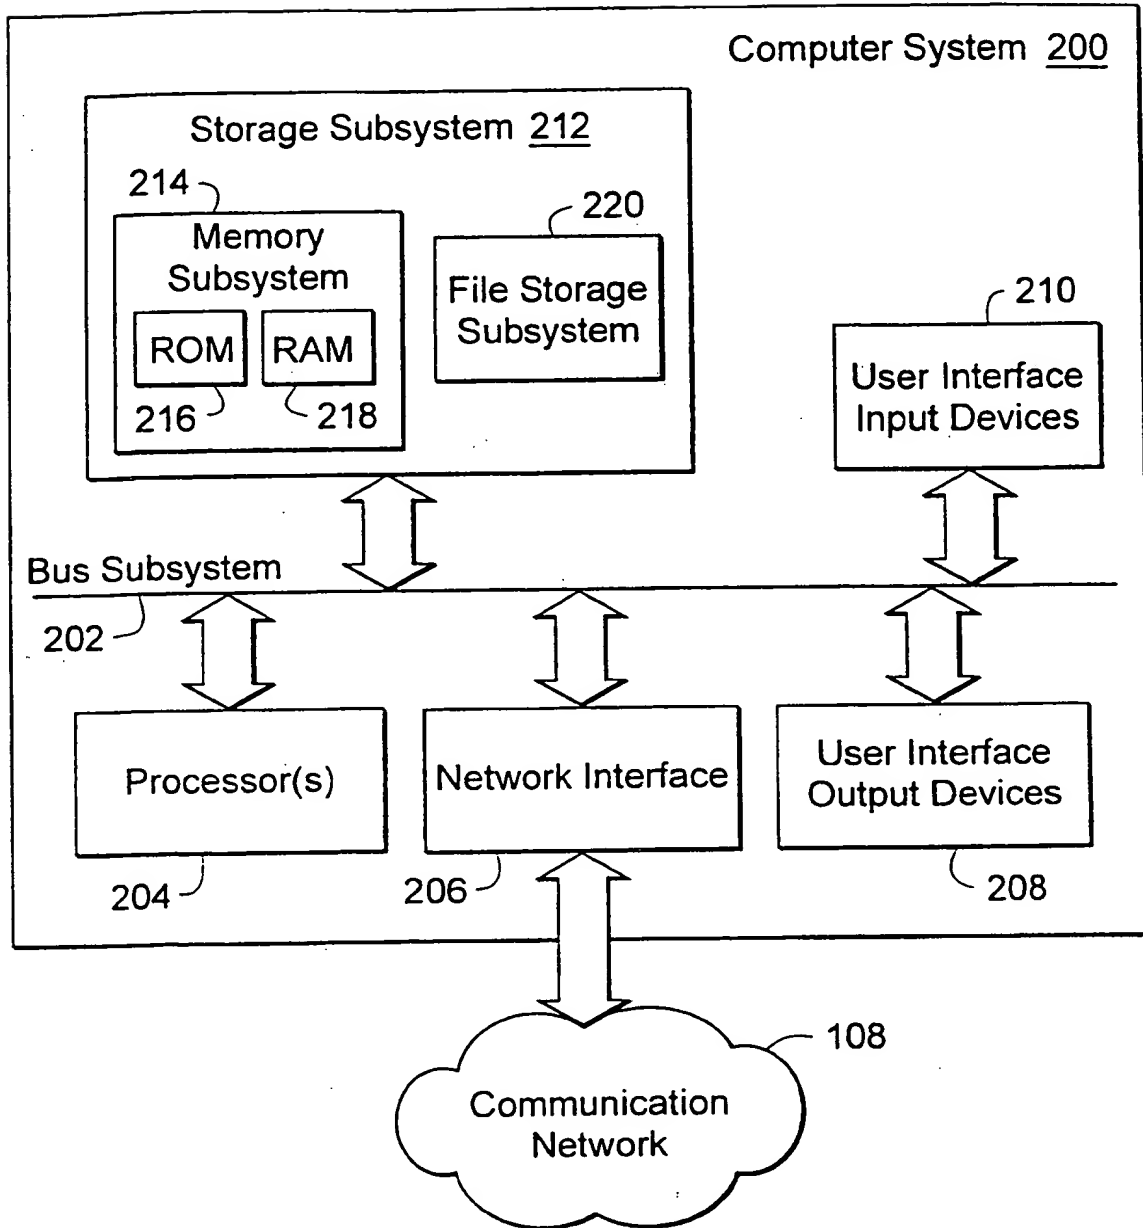 Computer System 200
Storage Subsystem 212
214
Memory
Subsystem
ROM
RAM
216
218
220
File Storage
Subsystem
210
User Interface
Input Devices
Bus Subsystem
202
Processor(s)
204
Network Interface
206
User Interface
Output Devices
208
108
Communication
Network